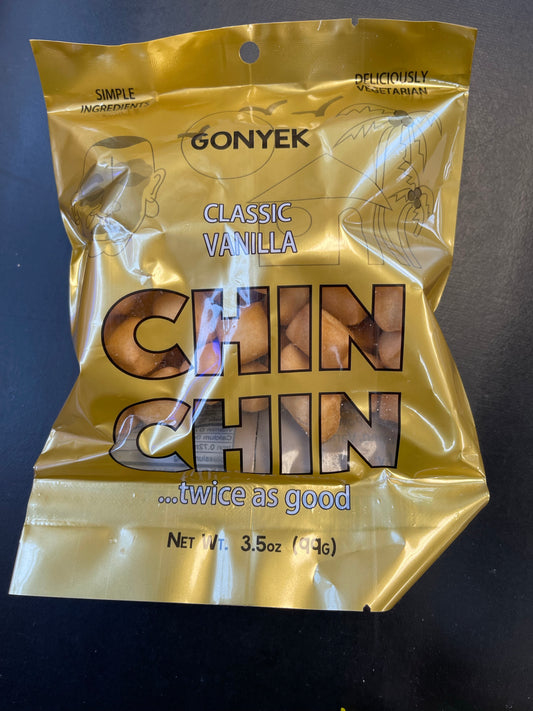 SIMPLE
INGREDIENTS
DELICIOUSLY
VEGETARIAN
GONYEK
CLASSIC
VANILLA
CHIN
CHIN
...twice as good
NET WT. 3.5oz (99G)